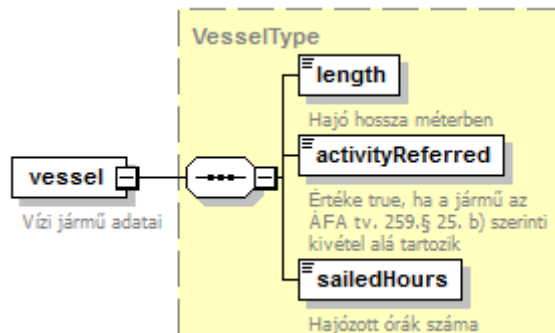 VesselType
length
Hajó hossza méterben
activityReferred
vessel
Vízi jármű adatai
Értéke true, ha a jármű az
ÁFA tv. 259.§ 25. b) szerinti
kivétel alá tartozik
sailedHours
Hajózott órák száma